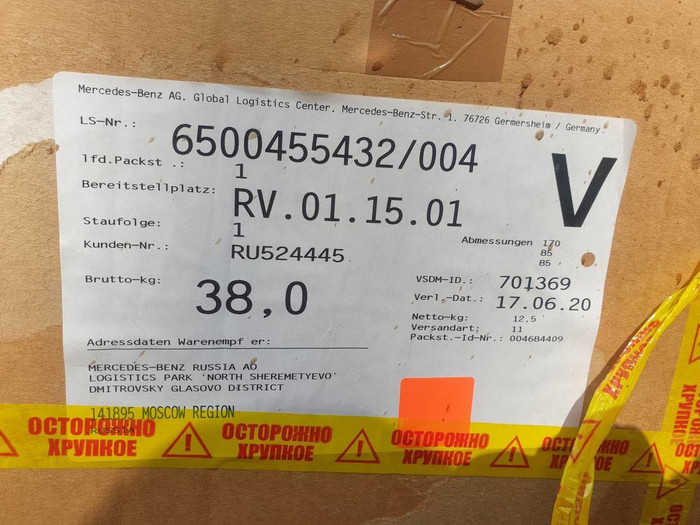 Mercedes-Benz AG, Global Logistics Center, Mercedes-Benz-Str. 1, 76726 Germersheim / Germany
LS-Nr.: 6500455432/004
V
lfd.Packst .: 1
Bereitstellplatz: RV.01.15.01
Staufolge: 1
Abmessungen 170
85
85
Kunden-Nr.: RU524445
VSDM-ID.: 701369
Brutto-kg: 38,0
Verl.-Dat.: 17.06.20
Netto-kg: 12.5
Versandart: 11
Packst.-Id-Nr.: 004684409
Adressdaten Warenempf er:
MERCEDES-BENZ RUSSIA AO
LOGISTICS PARK 'NORTH SHEREMETYEVO'
DMITROVSKY GLASOVO DISTRICT
141895 MOSCOW REGION
RUSSIA
ОСТОРОЖНО ОСТОРОЖНО ОСТОРОЖНО
ХРУПКОЕ ХРУПКОЕ ХРУПКОЕ
ХРУПКОЕ